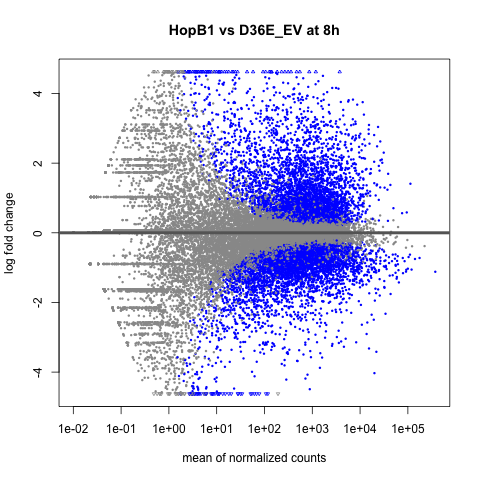 HopB1 vs D36E_EV at 8h
log fold change
4
2
0
-2
-4
1e-02 1e-01 1e+00 1e+01 1e+02 1e+03 1e+04 1e+05
mean of normalized counts